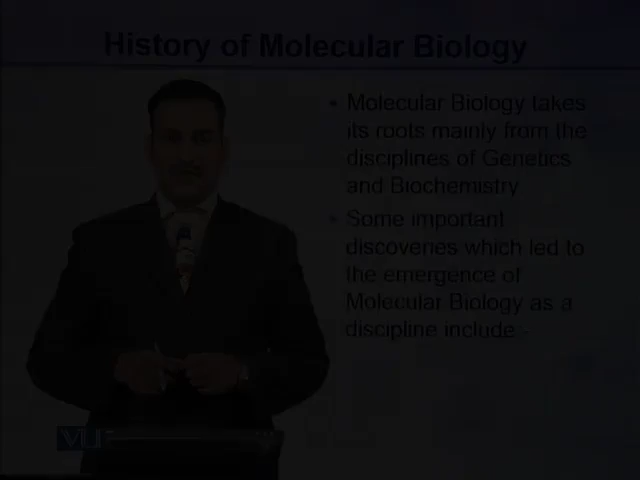 History of Molecular Biology
• Molecular Biology takes
its roots mainly from the
disciplines of Genetics
and Biochemistry
• Some important
discoveries which led to
the emergence of
Molecular Biology as a
discipline include:-
VU